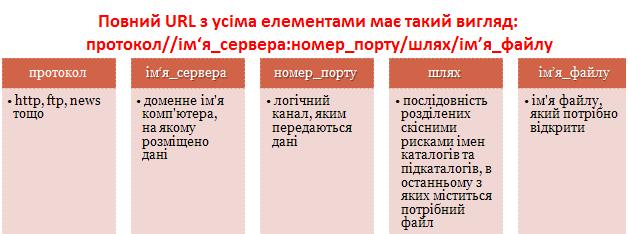 Повний URL з усіма елементами має такий вигляд:
протокол//ім‘я_сервера:номер_порту/шлях/ім’я_файлу
протокол
• http, ftp, news
тощо
ім'я_сервера
• доменне ім'я
комп'ютера,
на якому
розміщено
дані
номер_порту
• логічний
канал, яким
передаються
дані
шлях
• послідовність
розділених
скісними
рисками імен
каталогів та
підкаталогів, в
останньому з
яких міститься
потрібний
файл
ім’я_файлу
• ім'я файлу,
який потрібно
відкрити